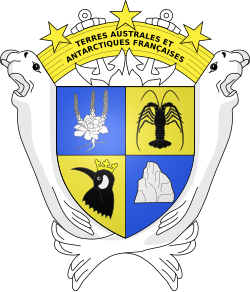 TERRES AUSTRALES ET
ANTARCTIQUES FRANÇAISES